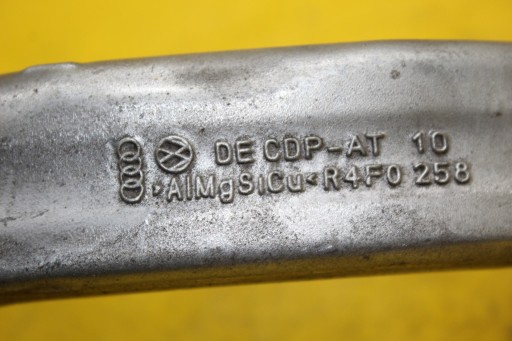 DE CDP-AT 10
>AlMgSiCu< R4F0 258